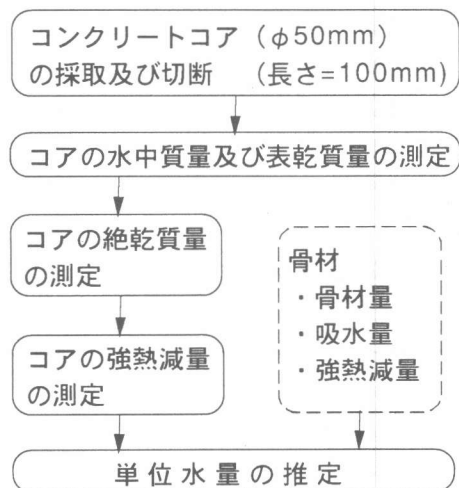 コンクリートコア（φ50mm）
の採取及び切断　（長さ=100mm)
コアの水中質量及び表乾質量の測定
コアの絶乾質量
の測定
骨材
・骨材量
・吸水量
・強熱減量
コアの強熱減量
の測定
単位水量の推定